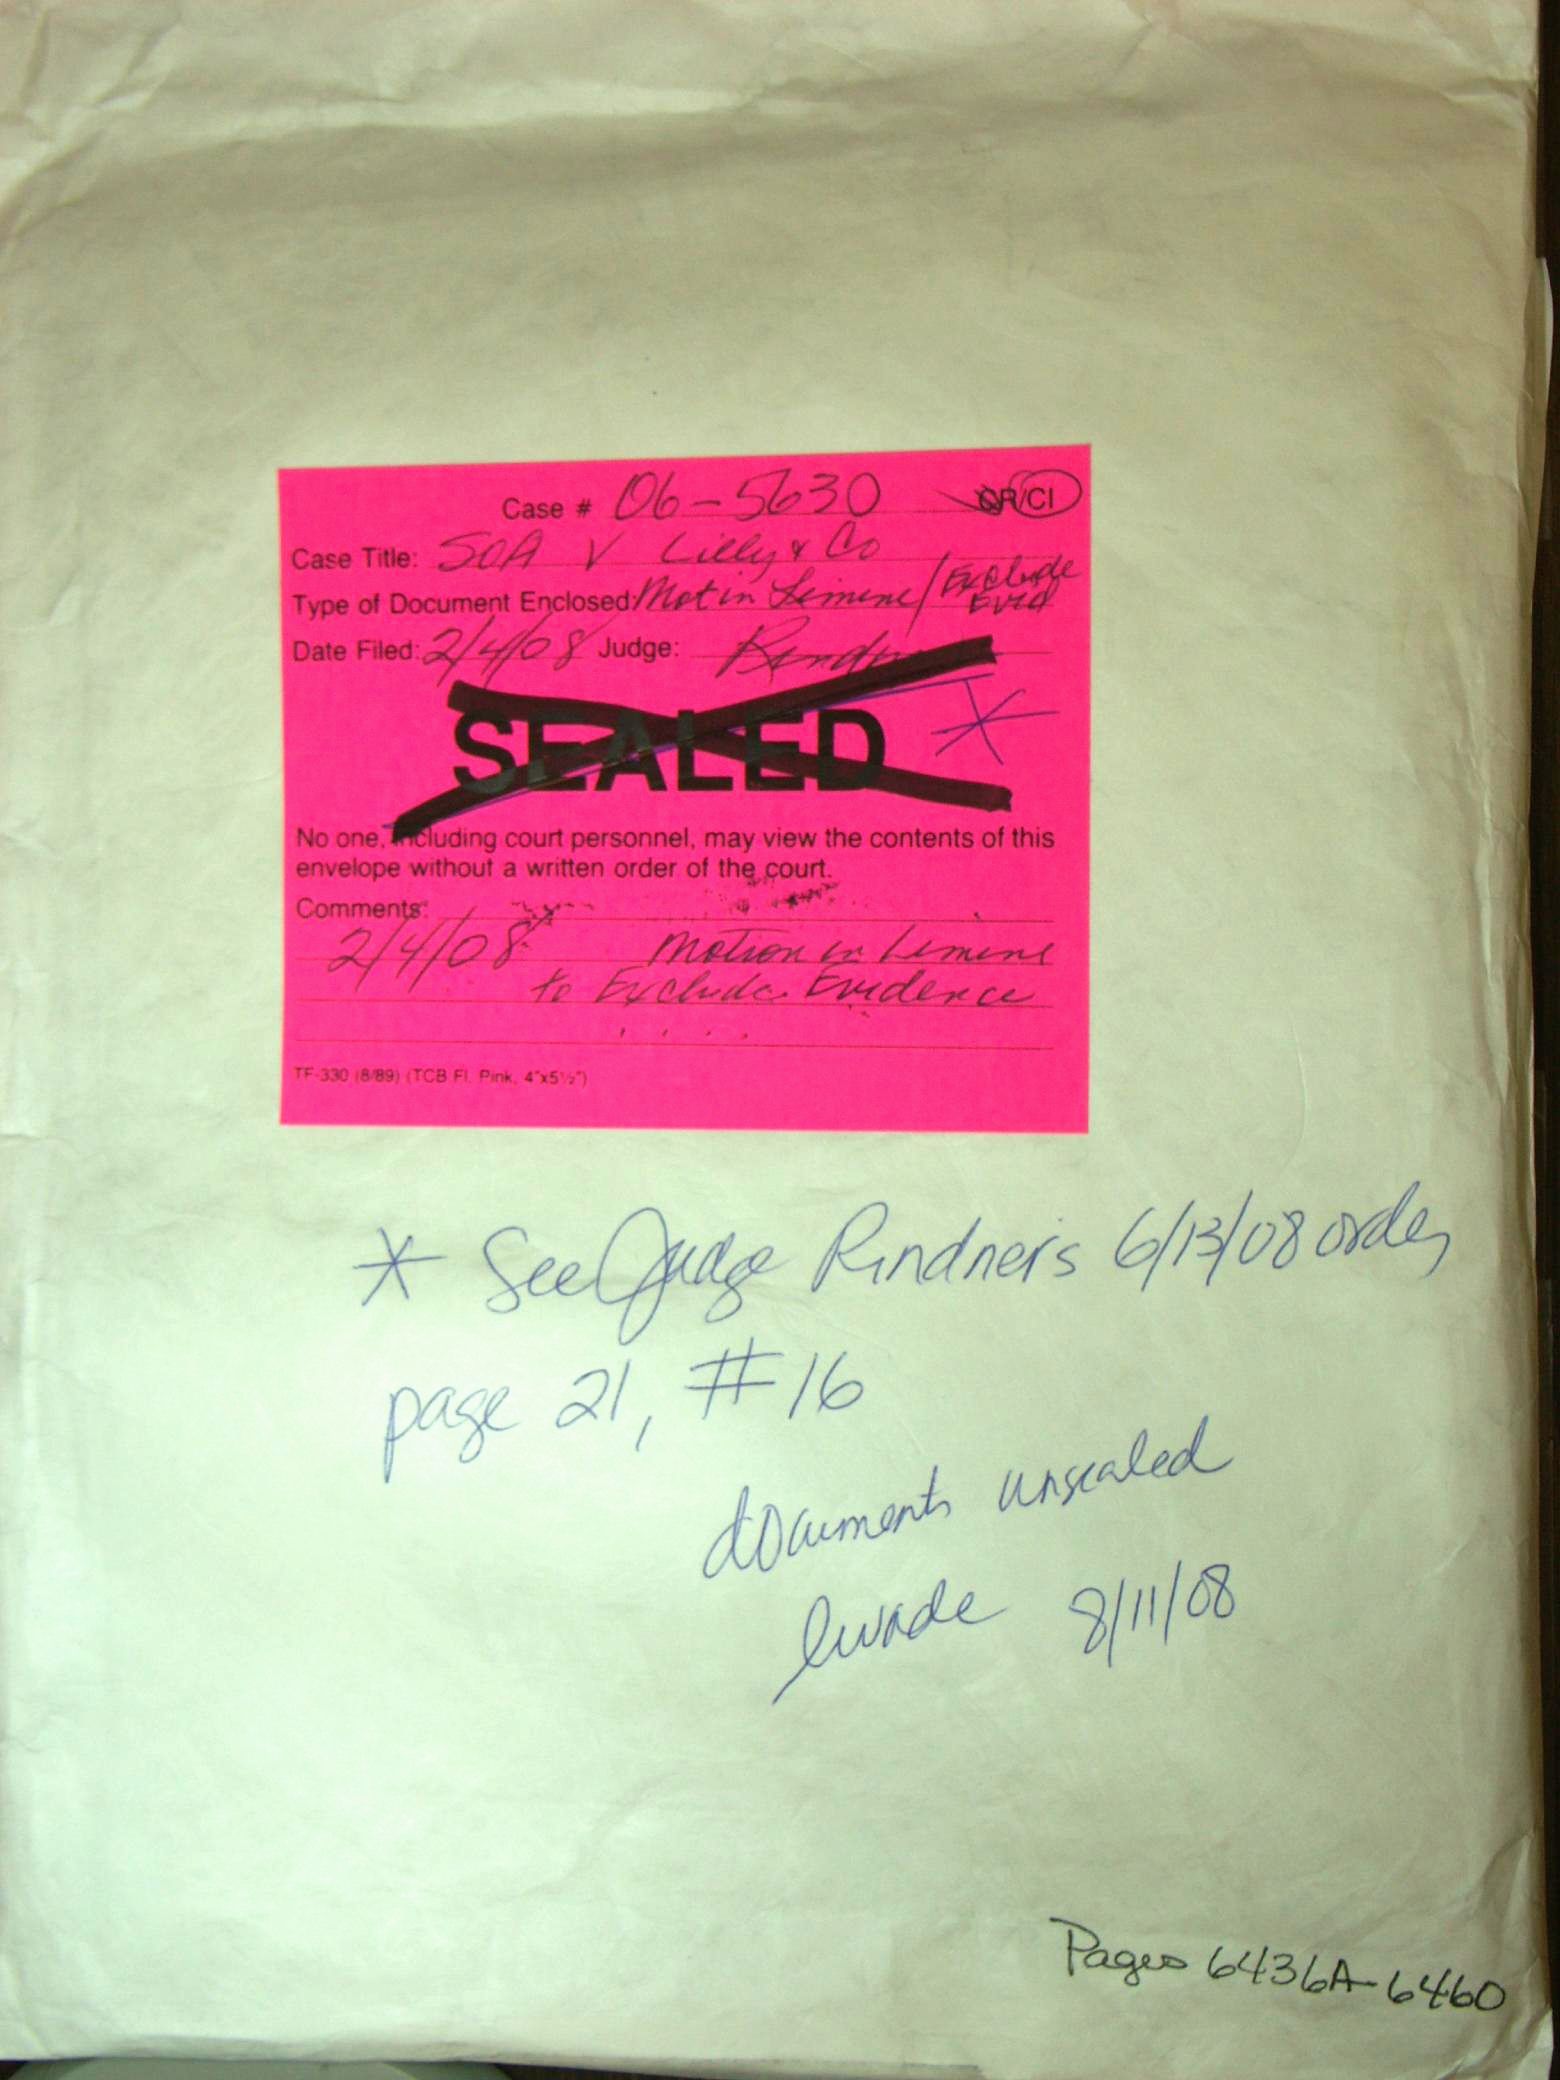 Case # 06-5630 CR/CI
Case Title: SOA V Lilly & Co
Type of Document Enclosed: Mot in Limine/Exclude
Evid
Date Filed: 2/4/08 Judge: Rindner
SEALED *
No one, including court personnel, may view the contents of this
envelope without a written order of the court.
Comments:
2/4/08 Motion in Limine
to Exclude Evidence
TF-330 (8/89) (TCB Fl. Pink, 4"x5½")
* See Judge Rindner's 6/13/08 order,
page 21, #16
documents unsealed
lwade 8/11/08
Pages 6436A-6460